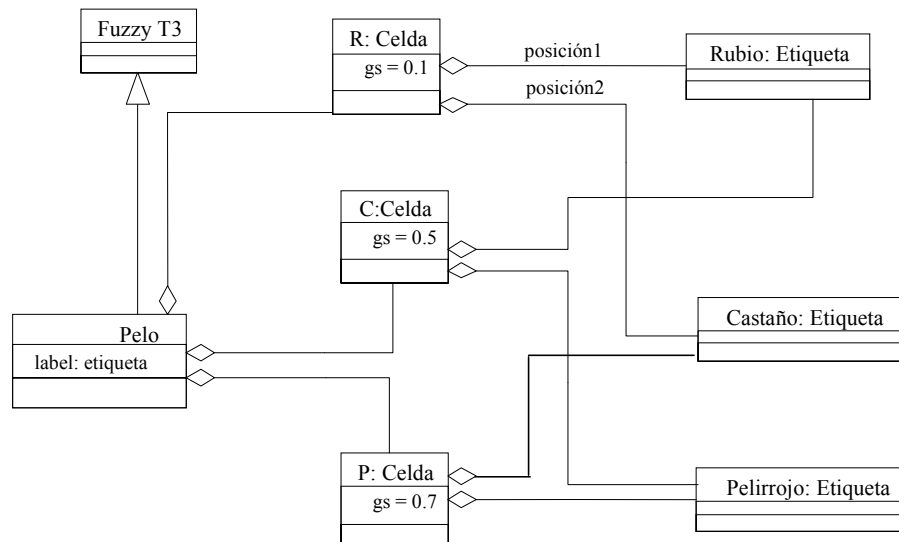 Fuzzy T3
R: Celda
gs = 0.1
posición1
posición2
Rubio: Etiqueta
C:Celda
gs = 0.5
Pelo
label: etiqueta
Castaño: Etiqueta
P: Celda
gs = 0.7
Pelirrojo: Etiqueta